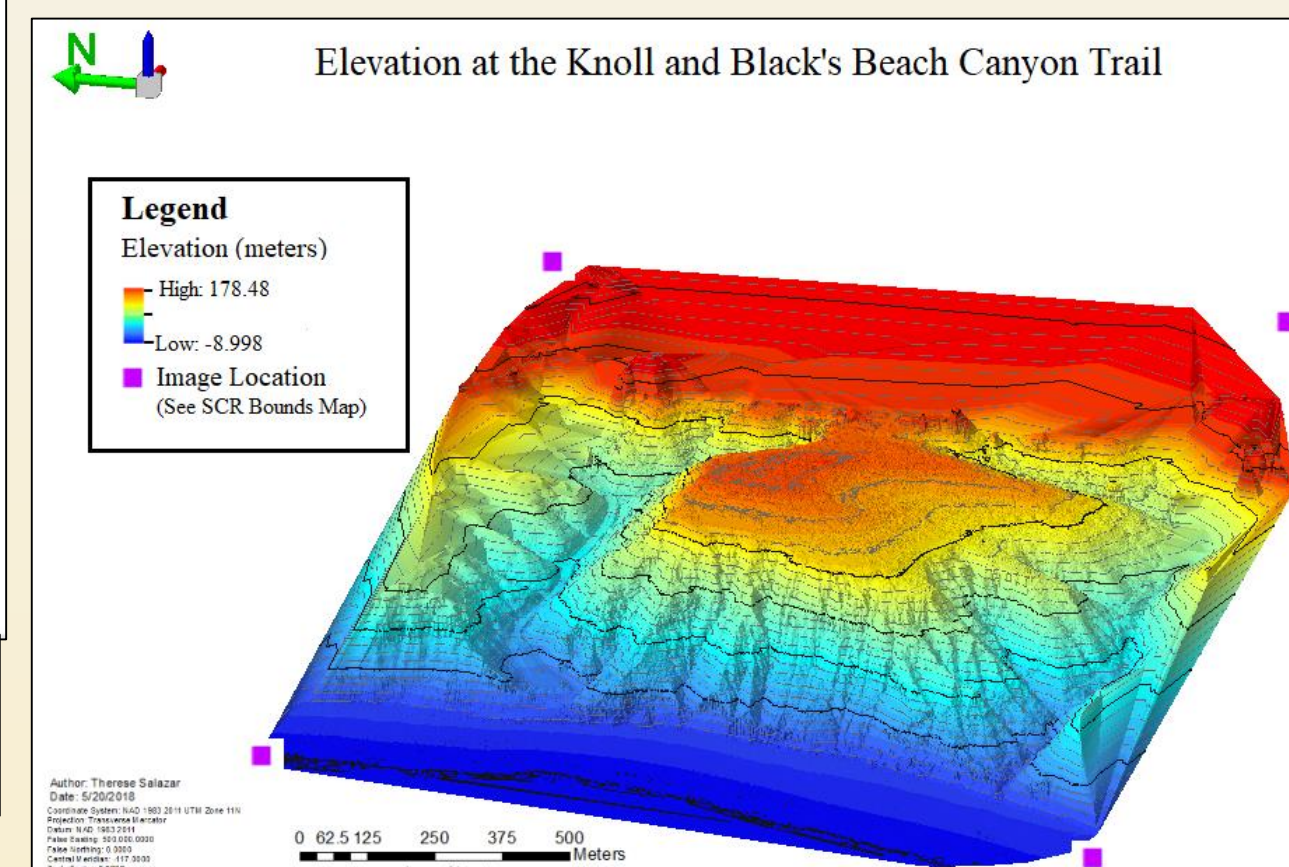 N
Elevation at the Knoll and Black's Beach Canyon Trail
Legend
Elevation (meters)
High: 178.48
Low: -8.998
Image Location
(See SCR Bounds Map)
Author: Therese Salazar
Date: 5/20/2018
Coordinate System: NAD 1983 2011 UTM Zone 11N
Projection: Transverse Mercator
Datum: NAD 1983 2011
False Easting: 500,000.0000
False Northing: 0.0000
Central Meridian: -117.0000
0 62.5 125 250 375 500
Meters